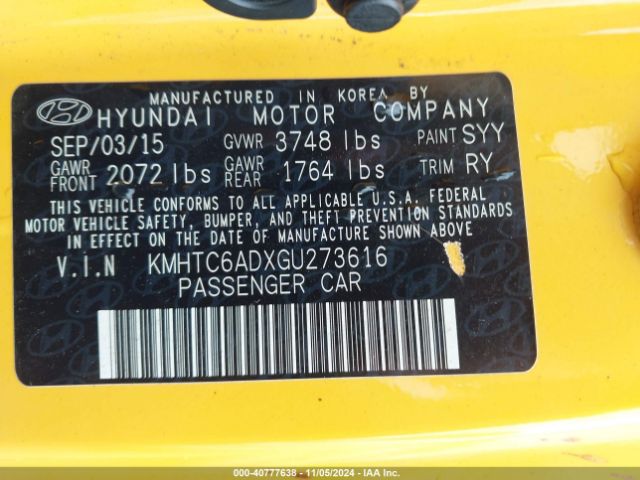 MANUFACTURED IN KOREA BY
HYUNDAI MOTOR COMPANY
SEP/03/15 GVWR 3748 lbs PAINT SYY
GAWR FRONT 2072 lbs GAWR REAR 1764 lbs TRIM RY
THIS VEHICLE CONFORMS TO ALL APPLICABLE U.S.A. FEDERAL
MOTOR VEHICLE SAFETY, BUMPER, AND THEFT PREVENTION STANDARDS
IN EFFECT ON THE DATE OF MANUFACTURE SHOWN ABOVE
V.I.N KMHTC6ADXGU273616
PASSENGER CAR
000-40777638 - 11/05/2024 - IAAI.COM